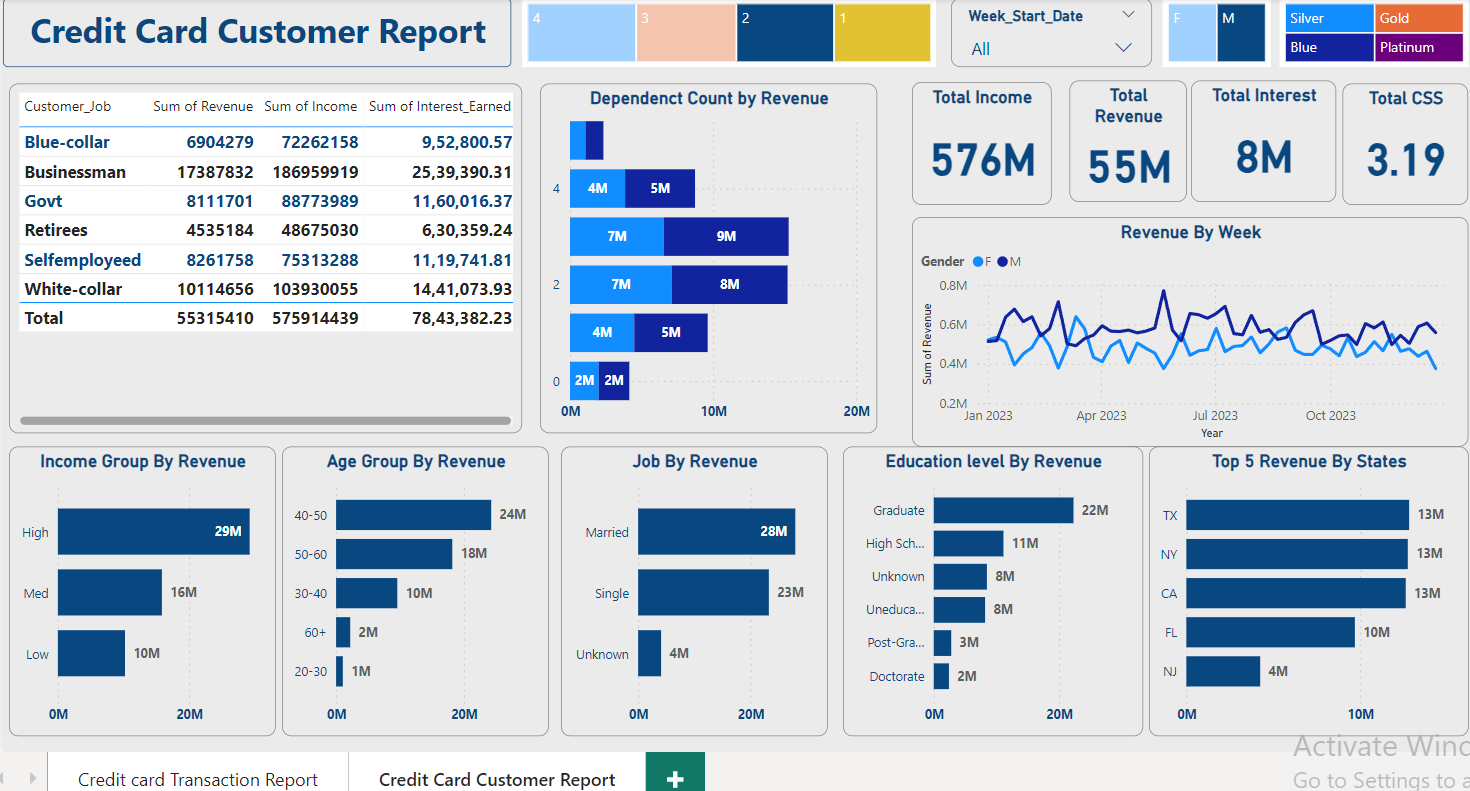 Credit Card Customer Report
4 3 2 1
Week_Start_Date
All
F M
Silver Gold
Blue Platinum
Customer_Job Sum of Revenue Sum of Income Sum of Interest_Earned
Blue-collar 6904279 72262158 9,52,800.57
Businessman 17387832 186959919 25,39,390.31
Govt 8111701 88773989 11,60,016.37
Retirees 4535184 48675030 6,30,359.24
Selfemployeed 8261758 75313288 11,19,741.81
White-collar 10114656 103930055 14,41,073.93
Total 55315410 575914439 78,43,382.23
Dependenct Count by Revenue
4 4M 5M
7M 9M
2 7M 8M
4M 5M
0 2M 2M
0M 10M 20M
Total Income
576M
Total
Revenue
55M
Total Interest
8M
Total CSS
3.19
Revenue By Week
Gender F M
Sum of Revenue
0.8M
0.6M
0.4M
0.2M
Jan 2023 Apr 2023 Jul 2023 Oct 2023
Year
Income Group By Revenue
High 29M
Med 16M
Low 10M
0M 20M
Age Group By Revenue
40-50 24M
50-60 18M
30-40 10M
60+ 2M
20-30 1M
0M 20M
Job By Revenue
Married 28M
Single 23M
Unknown 4M
0M 20M
Education level By Revenue
Graduate 22M
High Sch... 11M
Unknown 8M
Uneduca... 8M
Post-Gra... 3M
Doctorate 2M
0M 20M
Top 5 Revenue By States
TX 13M
NY 13M
CA 13M
FL 10M
NJ 4M
0M 10M
Activate Winc
Go to Settings to a
Credit card Transaction Report
Credit Card Customer Report
+